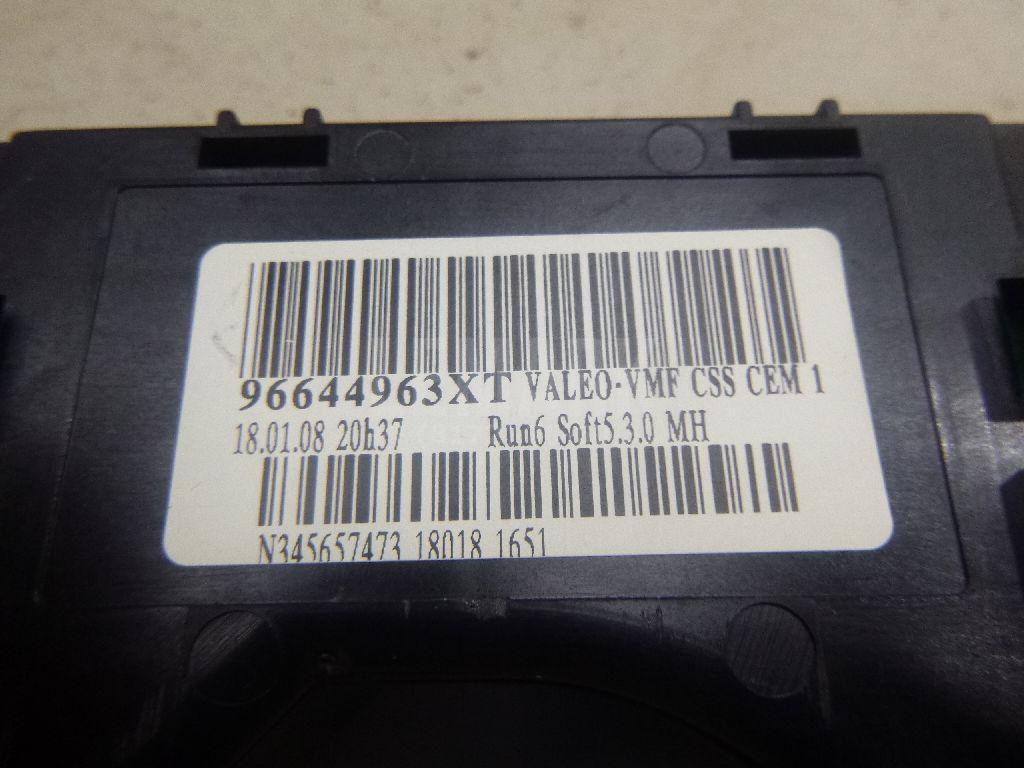 96644963XT VALEO-VMF CSS CEM 1
18.01.08 20h37 Run6 Soft5.3.0 MH
N345657473 18018 1651